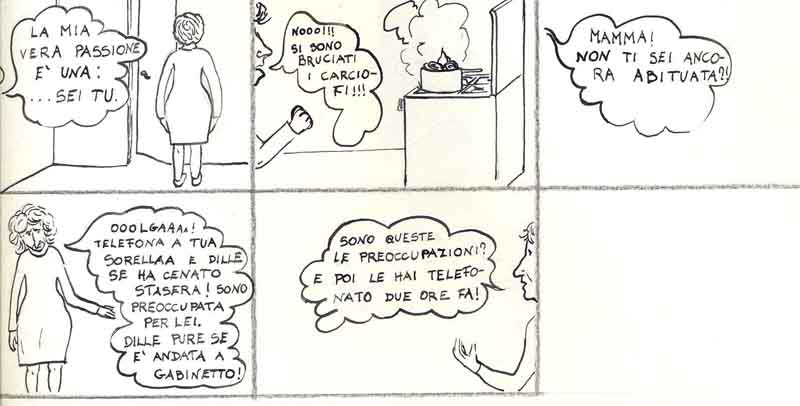 LA MIA
VERA PASSIONE
E' UNA:
...SEI TU.
NOOO!!!
SI SONO
BRUCIATI
I CARCIO-
FI!!!
MAMMA!
NON TI SEI ANCO-
RA ABITUATA?!
OOOLGAAAA!
TELEFONA A TUA
SORELLAA E DILLE
SE HA CENATO
STASERA! SONO
PREOCCUPATA
PER LEI.
DILLE PURE SE
E' ANDATA A
GABINETTO!
SONO QUESTE
LE PREOCCUPAZIONI?
E POI LE HAI TELEFO-
NATO DUE ORE FA!